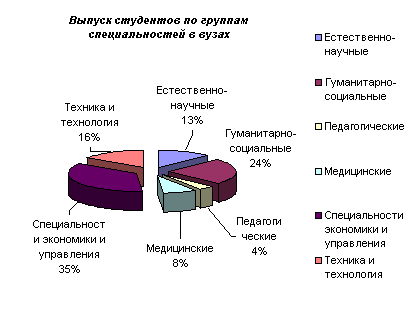 Выпуск студентов по группам
специальностей в вузах
Естественно-
научные
13%
Гуманитарно-
социальные
24%
Педагоги
ческие
4%
Медицинские
8%
Специальност
и экономики и
управления
35%
Техника и
технология
16%
Естественно-
научные
Гуманитарно-
социальные
Педагогические
Медицинские
Специальности
экономики и
управления
Техника и
технология